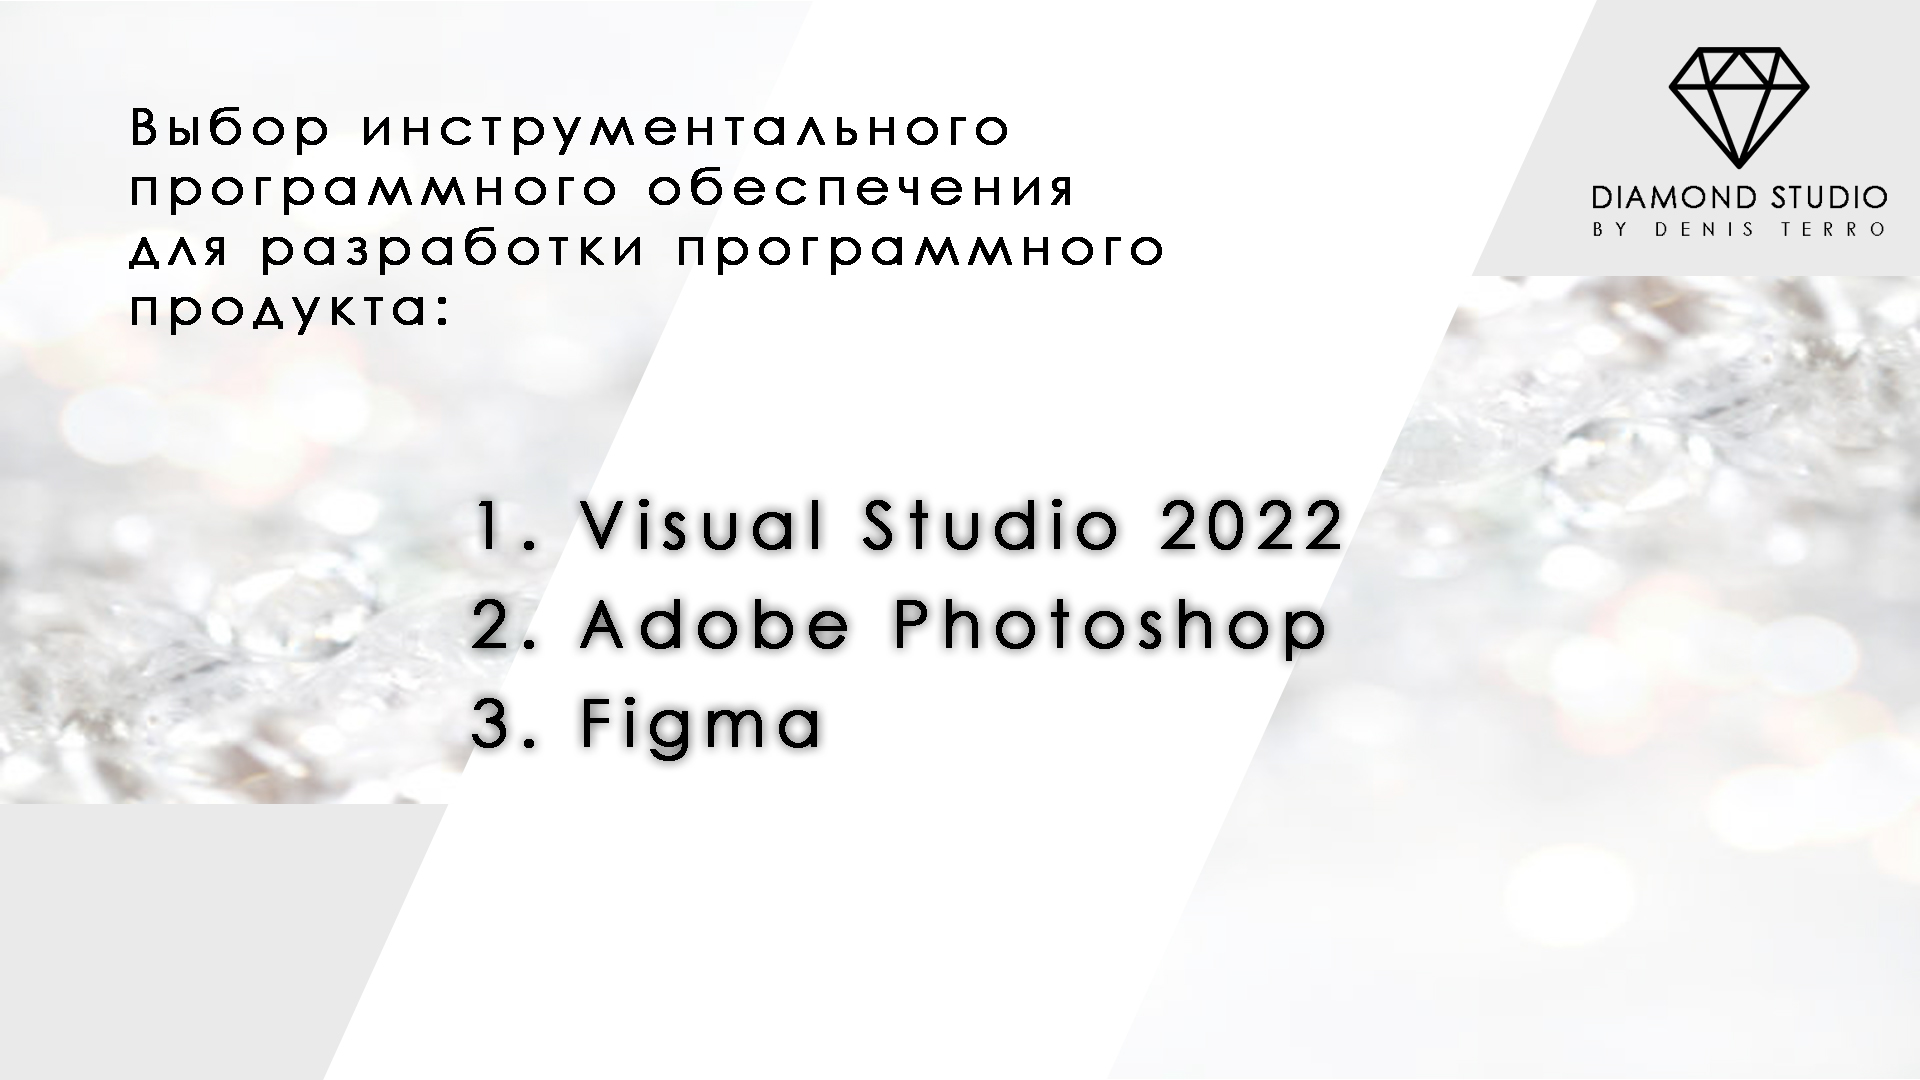 Выбор инструментального
программного обеспечения
для разработки программного
продукта:
DIAMOND STUDIO
BY DENIS TERRO
1. Visual Studio 2022
2. Adobe Photoshop
3. Figma